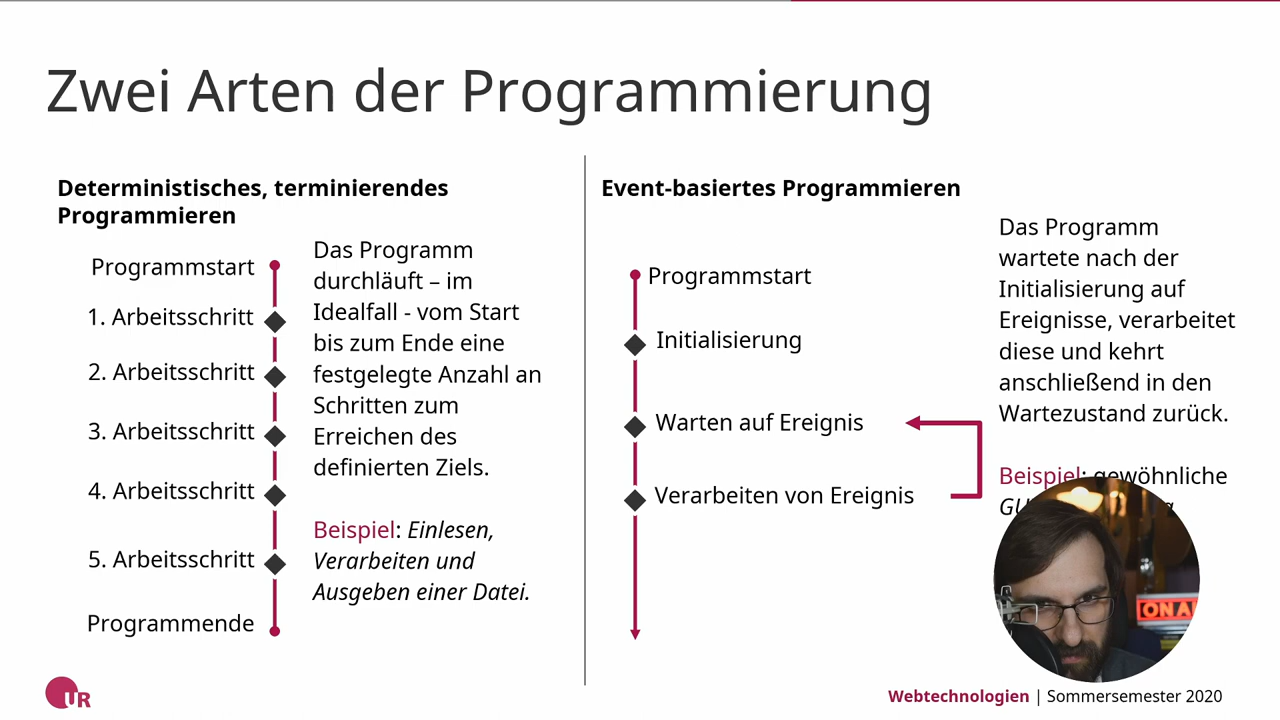 Zwei Arten der Programmierung
Deterministisches, terminierendes
Programmieren
Programmstart
1. Arbeitsschritt
2. Arbeitsschritt
3. Arbeitsschritt
4. Arbeitsschritt
5. Arbeitsschritt
Programmende
Das Programm
durchläuft – im
Idealfall - vom Start
bis zum Ende eine
festgelegte Anzahl an
Schritten zum
Erreichen des
definierten Ziels.
Beispiel: Einlesen,
Verarbeiten und
Ausgeben einer Datei.
Event-basiertes Programmieren
Programmstart
Initialisierung
Warten auf Ereignis
Verarbeiten von Ereignis
Das Programm
wartete nach der
Initialisierung auf
Ereignisse, verarbeitet
diese und kehrt
anschließend in den
Wartezustand zurück.
Beispiel: gewöhnliche
ON A
UR
Webtechnologien | Sommersemester 2020